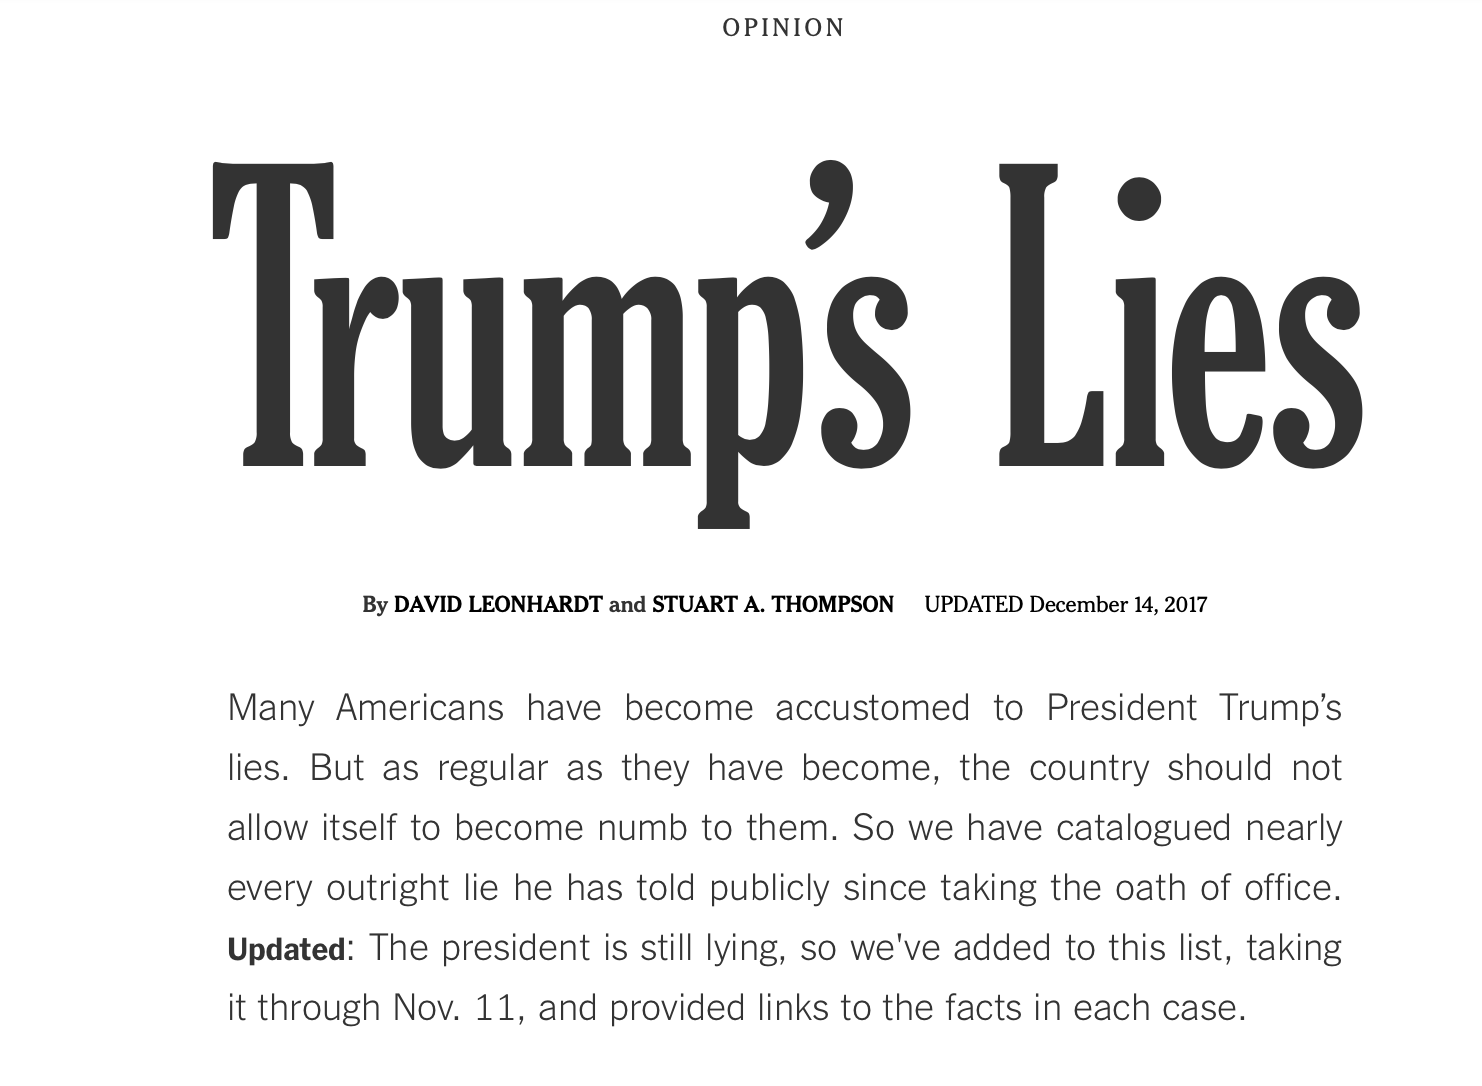 OPINION
Trump’s Lies
By DAVID LEONHARDT and STUART A. THOMPSON UPDATED December 14, 2017
Many Americans have become accustomed to President Trump’s
lies. But as regular as they have become, the country should not
allow itself to become numb to them. So we have catalogued nearly
every outright lie he has told publicly since taking the oath of office.
Updated: The president is still lying, so we've added to this list, taking
it through Nov. 11, and provided links to the facts in each case.